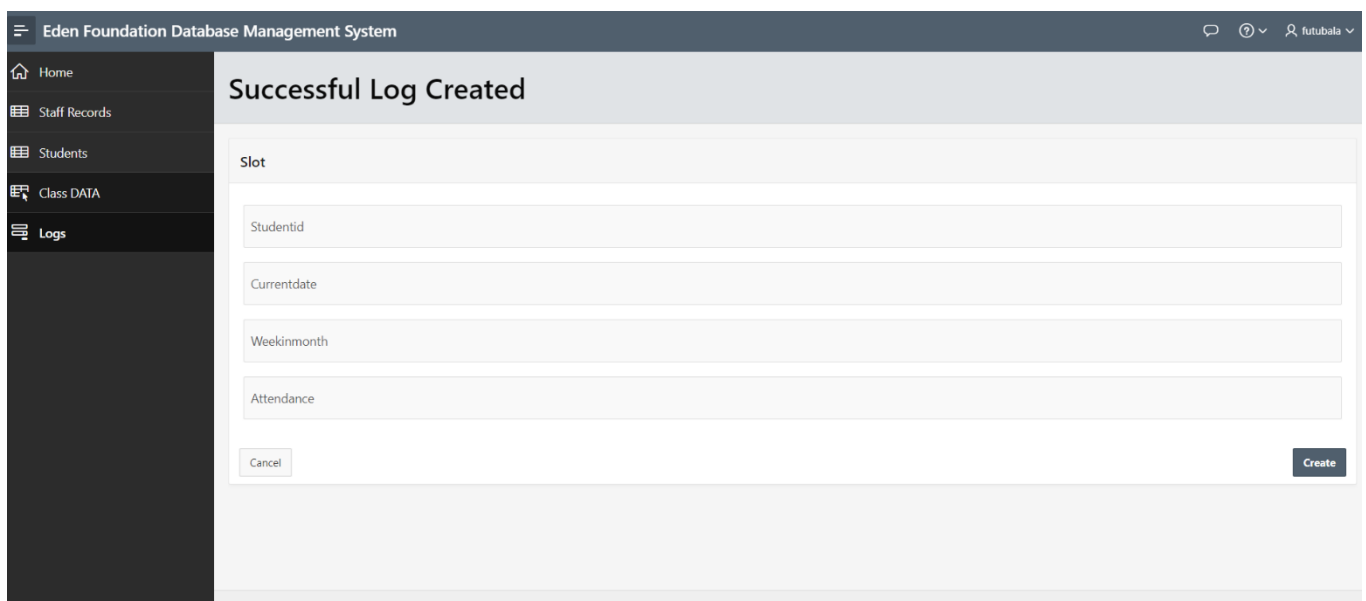 Eden Foundation Database Management System
futubala
Home
Staff Records
Students
Class DATA
Logs
Successful Log Created
Slot
Studentid
Currentdate
Weekinmonth
Attendance
Cancel
Create